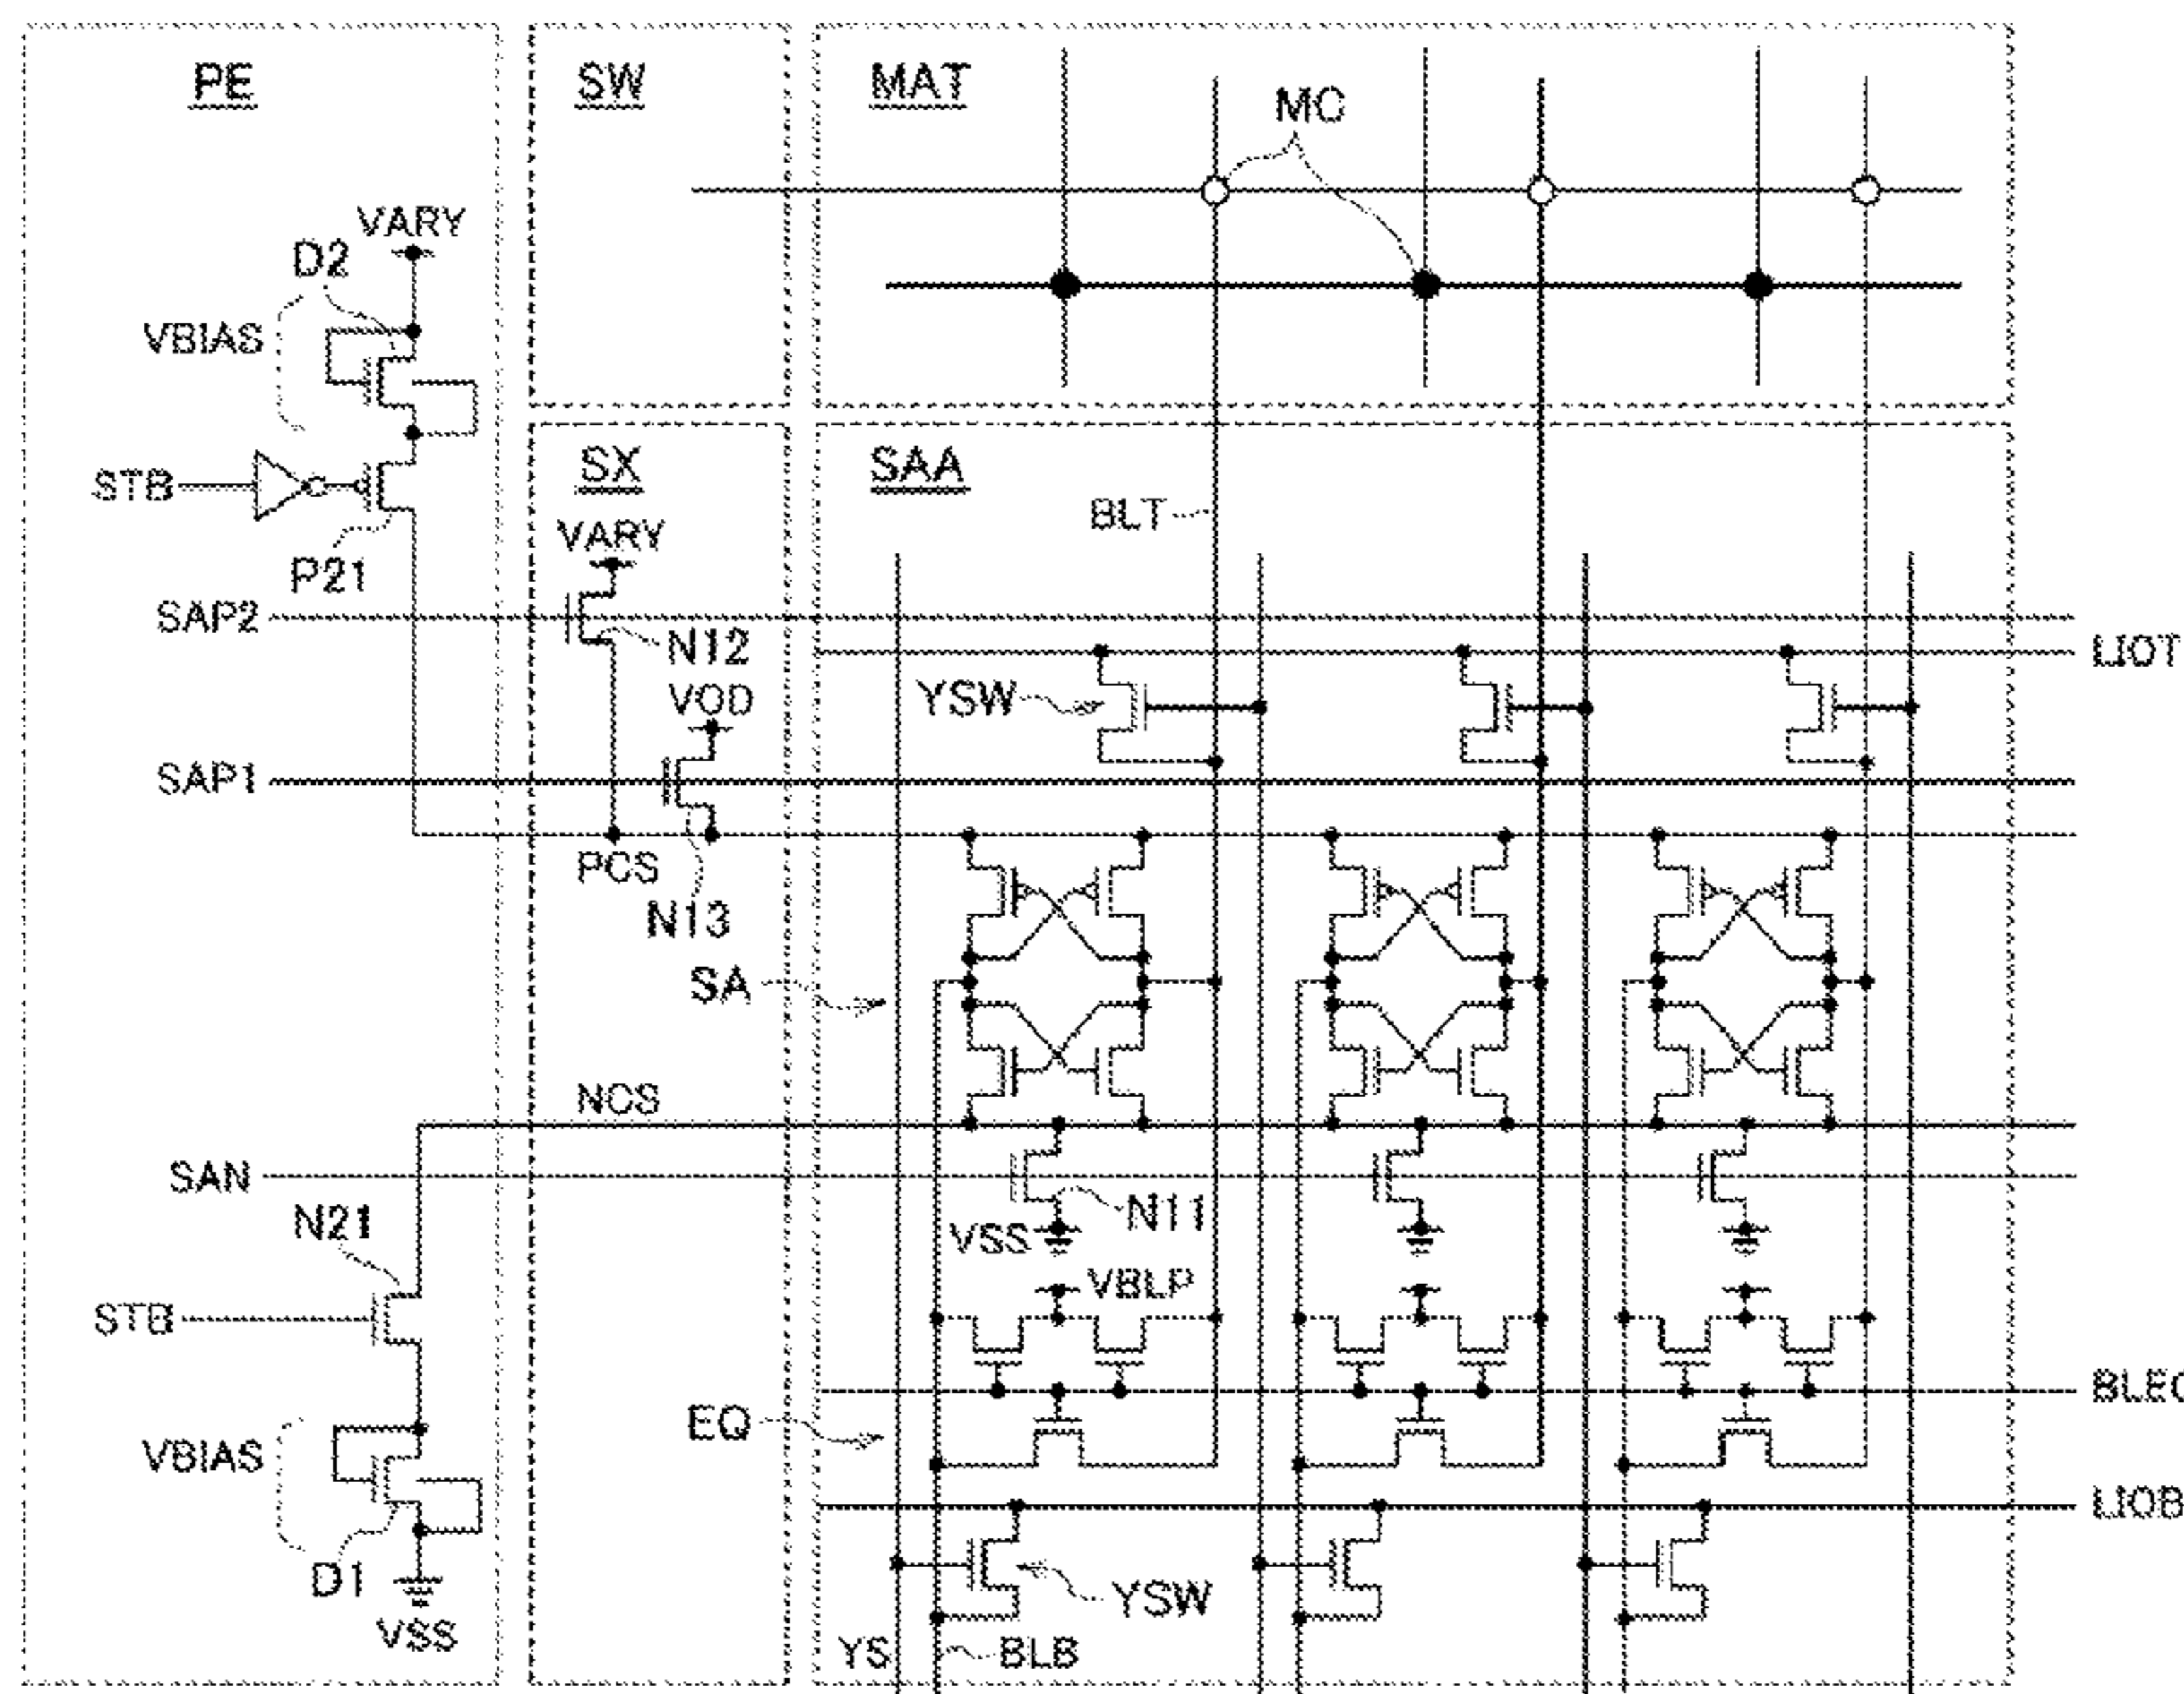 PE
SW
MAT
MC
VARY
D2
VBIAS
STB
P21
SX
VARY
SAA
BLT
SAP2
N12
LIOT
VOD
YSW
SAP1
PCS
N13
SA
NCS
SAN
N11
N21
VSS
VBLP
STB
BLEQ
EQ
VBIAS
LIOB
D1
YSW
VSS
YS
BLB